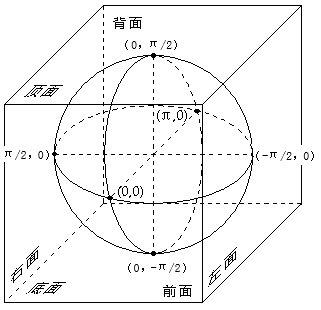 背面
(0, π/2)
顶面
(π,0)
π/2, 0)
(-π/2, 0)
(0,0)
右面
左面
(0, -π/2)
底面
前面